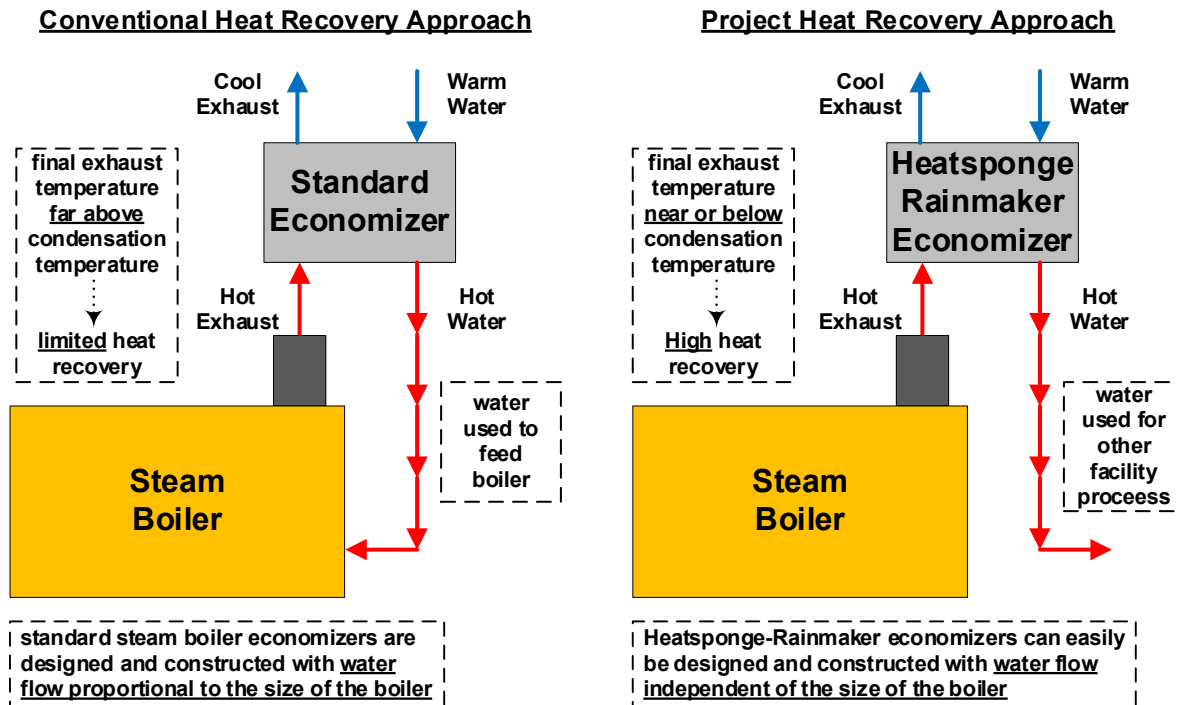 Conventional Heat Recovery Approach
Cool
Exhaust
Warm
Water
final exhaust
temperature
far above
condensation
temperature
limited heat
recovery
Standard
Economizer
Hot
Exhaust
Hot
Water
water
used to
feed
boiler
Steam
Boiler
standard steam boiler economizers are
designed and constructed with water
flow proportional to the size of the boiler
Project Heat Recovery Approach
Cool
Exhaust
Warm
Water
final exhaust
temperature
near or below
condensation
temperature
High heat
recovery
Heatsponge
Rainmaker
Economizer
Hot
Exhaust
Hot
Water
water
used for
other
facility
proceess
Steam
Boiler
Heatsponge-Rainmaker economizers can easily
be designed and constructed with water flow
independent of the size of the boiler